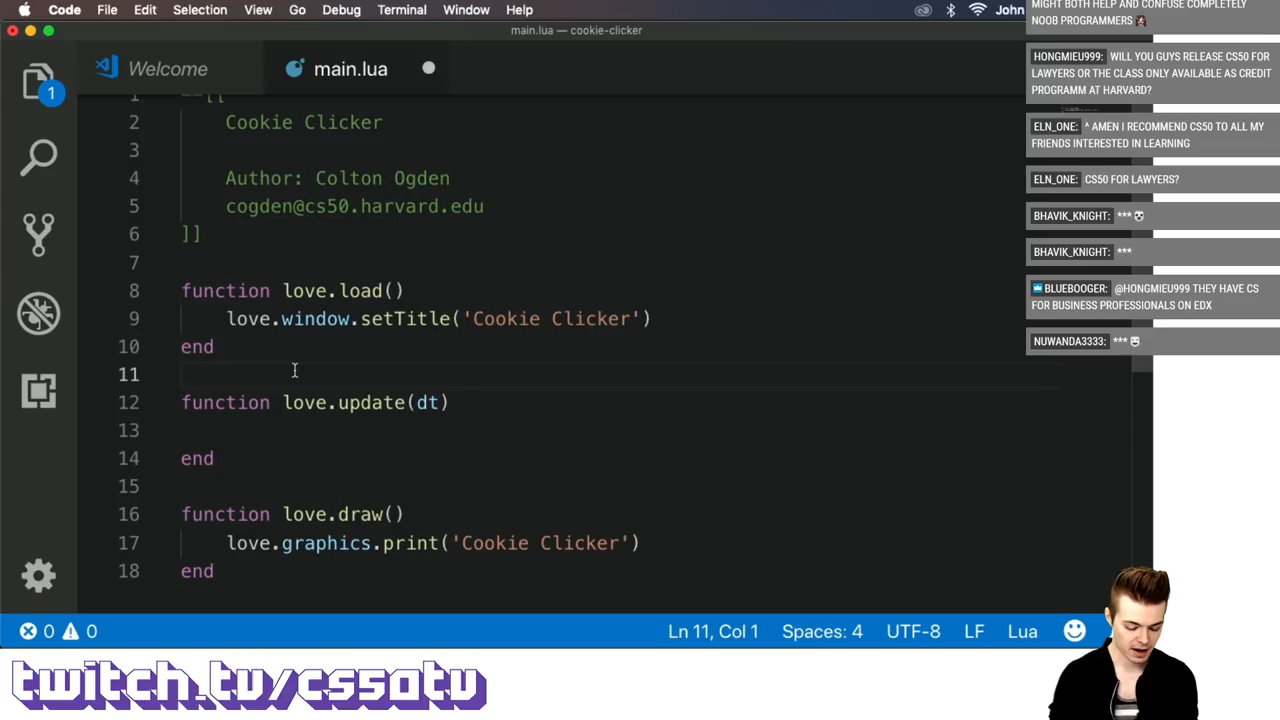 Code File Edit Selection View Go Debug Terminal Window Help John
main.lua — cookie-clicker
Welcome main.lua
1
1 --[[
2 Cookie Clicker
3
4 Author: Colton Ogden
5 cogden@cs50.harvard.edu
6 ]]
7
8 function love.load()
9 love.window.setTitle('Cookie Clicker')
10 end
11
12 function love.update(dt)
13
14 end
15
16 function love.draw()
17 love.graphics.print('Cookie Clicker')
18 end
0 0 Ln 11, Col 1 Spaces: 4 UTF-8 LF Lua
MIGHT BOTH HELP AND CONFUSE COMPLETELY
NOOB PROGRAMMERS
HONGMIEU999: WILL YOU GUYS RELEASE CS50 FOR
LAWYERS OR THE CLASS ONLY AVAILABLE AS CREDIT
PROGRAMM AT HARVARD?
ELN_ONE: ^ AMEN I RECOMMEND CS50 TO ALL MY
FRIENDS INTERESTED IN LEARNING
ELN_ONE: CS50 FOR LAWYERS?
BHAVIK_KNIGHT: ***
BHAVIK_KNIGHT: ***
BLUEBOOGER: @HONGMIEU999 THEY HAVE CS
FOR BUSINESS PROFESSIONALS ON EDX
NUWANDA3333: ***
twitch.tv/cs50tv